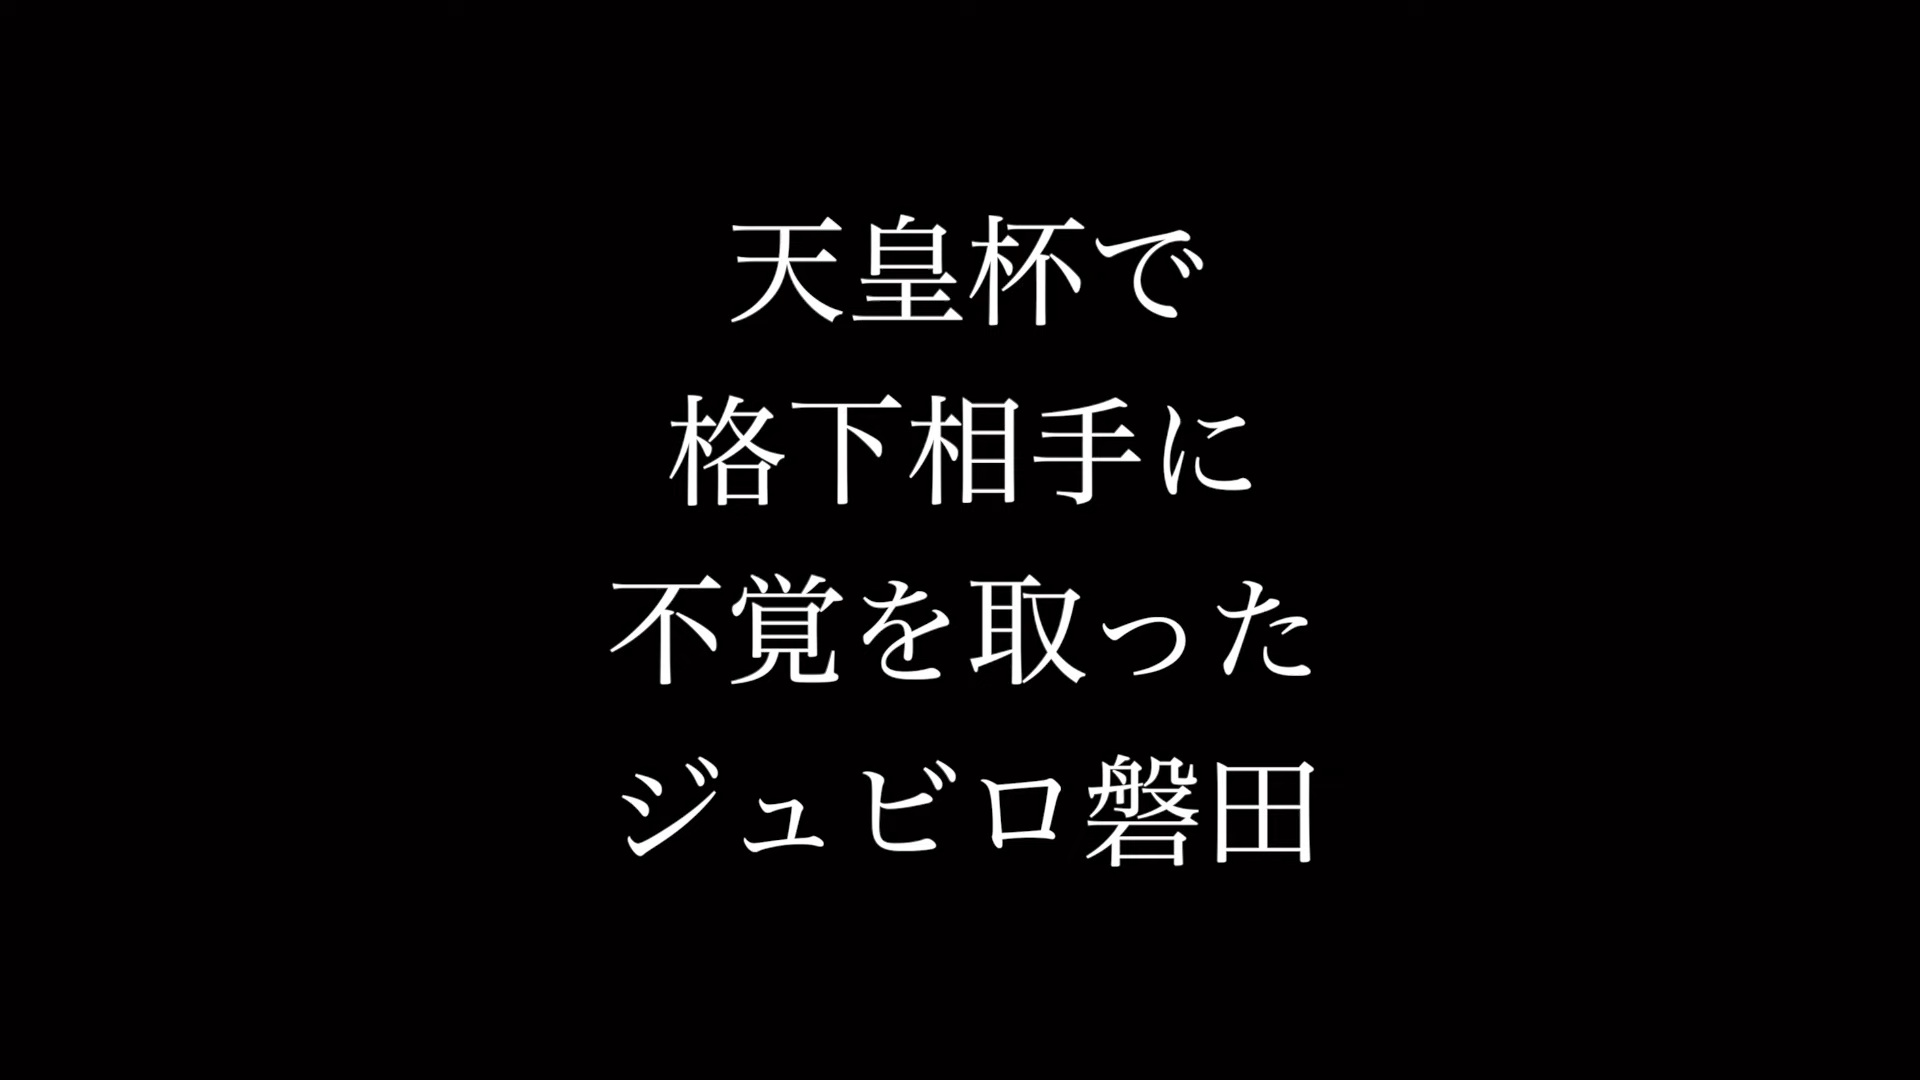 天皇杯で
格下相手に
不覚を取った
ジュビロ磐田